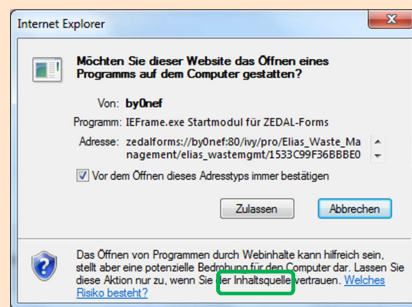 Internet Explorer
Möchten Sie dieser Website das Öffnen eines
Programms auf dem Computer gestatten?
Von: by0nef
Programm: IEFrame.exe Startmodul für ZEDAL-Forms
Adresse: zedalforms://by0nef:80/ivy/pro/Elias_Waste_Ma
nagement/elias_wastemgmt/1533C99F36BBBE0
Vor dem Öffnen dieses Adresstyps immer bestätigen
Zulassen Abbrechen
Das Öffnen von Programmen durch Webinhalte kann hilfreich sein,
stellt aber eine potenzielle Bedrohung für den Computer dar. Lassen Sie
diese Aktion nur zu, wenn Sie der Inhaltsquelle vertrauen. Welches
Risiko besteht?